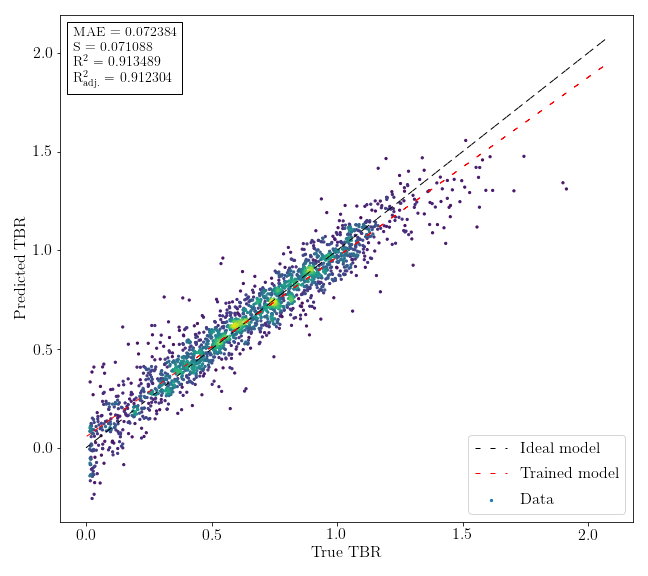 MAE = 0.072384
S = 0.071088
R² = 0.913489
R²adj. = 0.912304
2.0
1.5
1.0
0.5
0.0
Predicted TBR
Ideal model
Trained model
Data
0.0 0.5 1.0 1.5 2.0
True TBR